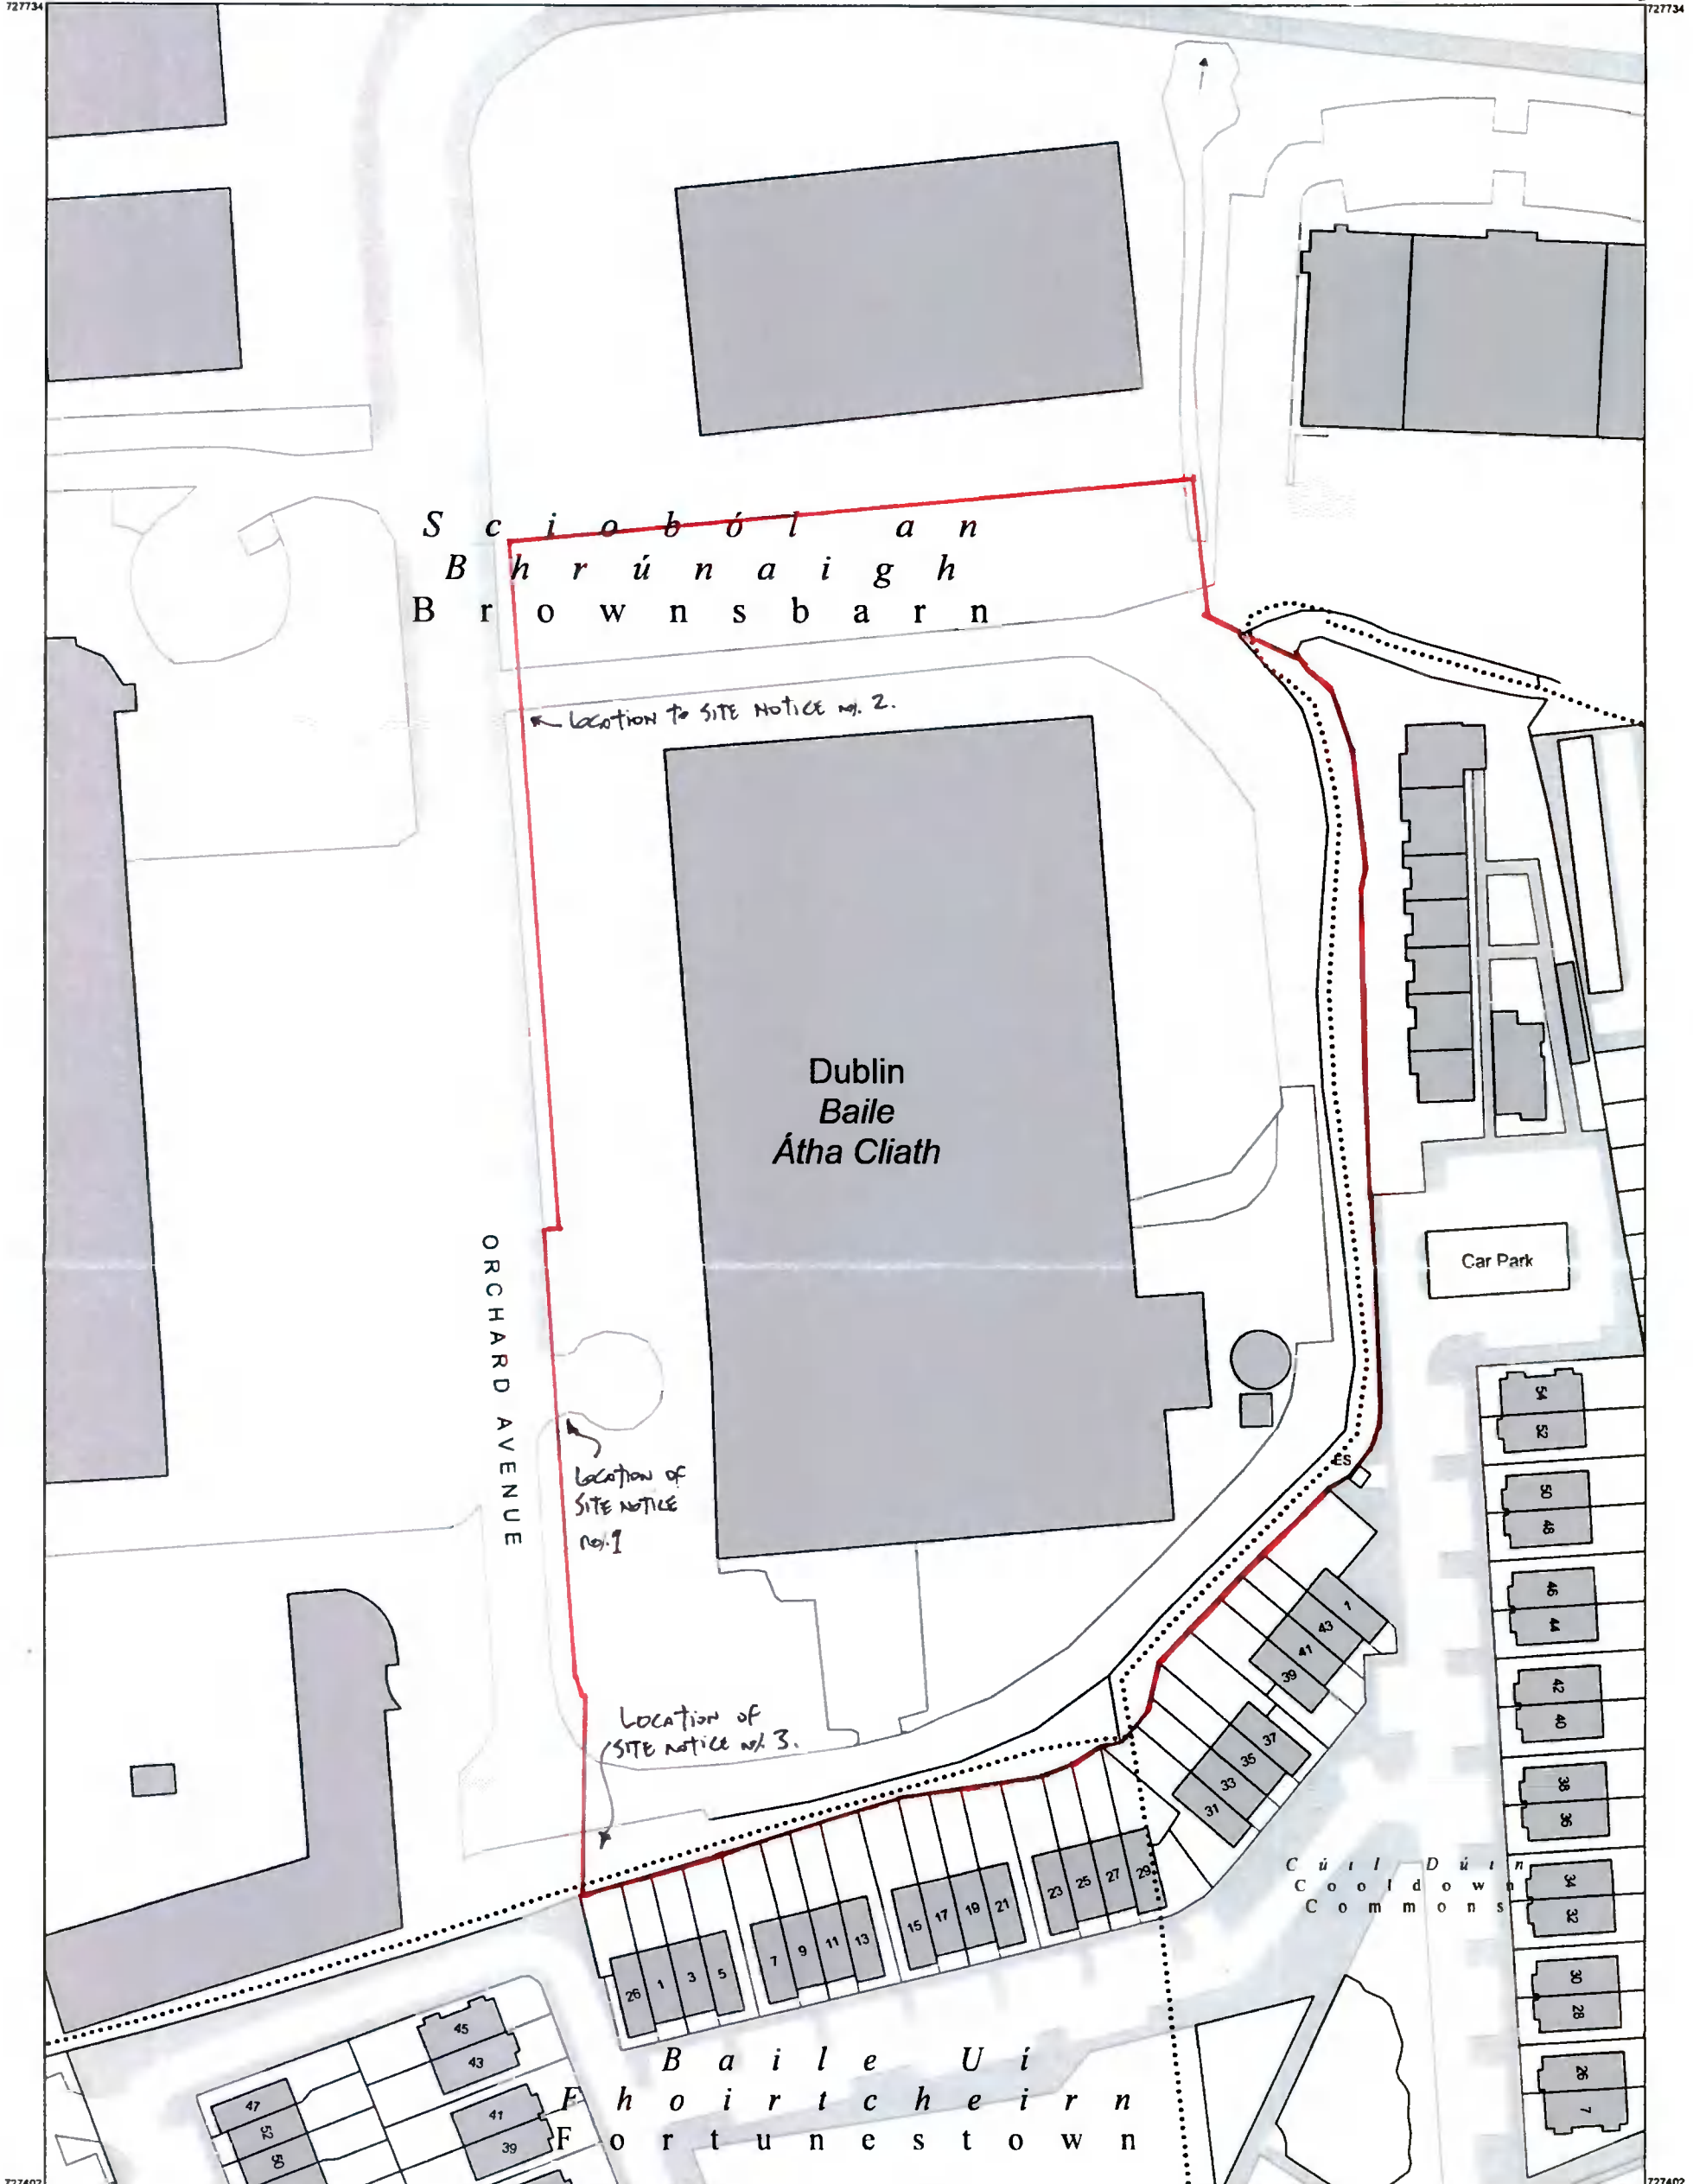 727734
727734
Scioból an
Bhrúnaigh
Brownsbarn
LOCATION TO SITE NOTICE no. 2.
Dublin
Baile
Átha Cliath
ORCHARD AVENUE
Car Park
LOCATION OF
SITE NOTICE
no. 1
ES
54
52
50
48
46
44
42
40
38
36
34
32
30
28
26
7
1
43
41
39
37
35
33
31
LOCATION OF
SITE NOTICE no. 3.
Cúil Dúin
Cooldown
Commons
26
1
3
5
7
9
11
13
15
17
19
21
23
25
27
29
45
43
41
39
47
52
50
Baile Uí
Fhoirtcheirn
Fortunestown
727402
727402